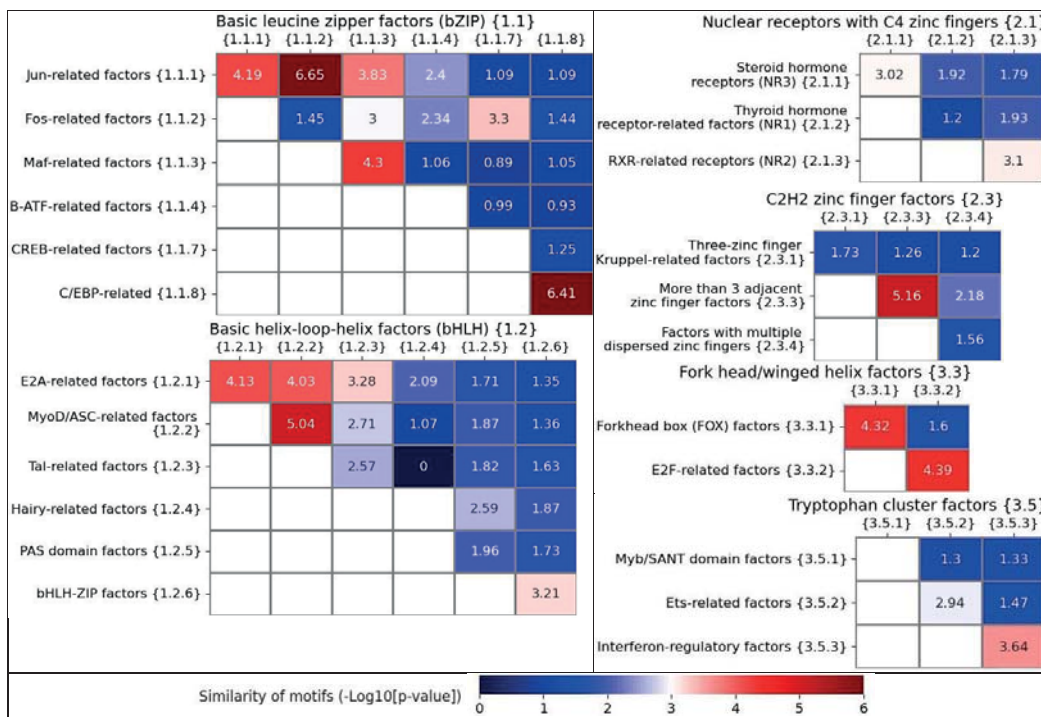 Basic leucine zipper factors (bZIP) {1.1}
{1.1.1} {1.1.2} {1.1.3} {1.1.4} {1.1.7} {1.1.8}
Jun-related factors {1.1.1} 4.19 6.65 3.83 2.4 1.09 1.09
Fos-related factors {1.1.2} 1.45 3 2.34 3.3 1.44
Maf-related factors {1.1.3} 4.3 1.06 0.89 1.05
B-ATF-related factors {1.1.4} 0.99 0.93
CREB-related factors {1.1.7} 1.25
C/EBP-related {1.1.8} 6.41
Basic helix-loop-helix factors (bHLH) {1.2}
{1.2.1} {1.2.2} {1.2.3} {1.2.4} {1.2.5} {1.2.6}
E2A-related factors {1.2.1} 4.13 4.03 3.28 2.09 1.71 1.35
MyoD/ASC-related factors
{1.2.2} 5.04 2.71 1.07 1.87 1.36
Tal-related factors {1.2.3} 2.57 0 1.82 1.63
Hairy-related factors {1.2.4} 2.59 1.87
PAS domain factors {1.2.5} 1.96 1.73
bHLH-ZIP factors {1.2.6} 3.21
Nuclear receptors with C4 zinc fingers {2.1}
{2.1.1} {2.1.2} {2.1.3}
Steroid hormone
receptors (NR3) {2.1.1} 3.02 1.92 1.79
Thyroid hormone
receptor-related factors (NR1) {2.1.2} 1.2 1.93
RXR-related receptors (NR2) {2.1.3} 3.1
C2H2 zinc finger factors {2.3}
{2.3.1} {2.3.3} {2.3.4}
Three-zinc finger
Kruppel-related factors {2.3.1} 1.73 1.26 1.2
More than 3 adjacent
zinc finger factors {2.3.3} 5.16 2.18
Factors with multiple
dispersed zinc fingers {2.3.4} 1.56
Fork head/winged helix factors {3.3}
{3.3.1} {3.3.2}
Forkhead box (FOX) factors {3.3.1} 4.32 1.6
E2F-related factors {3.3.2} 4.39
Tryptophan cluster factors {3.5}
{3.5.1} {3.5.2} {3.5.3}
Myb/SANT domain factors {3.5.1} 1.3 1.33
Ets-related factors {3.5.2} 2.94 1.47
Interferon-regulatory factors {3.5.3} 3.64
Similarity of motifs (-Log10[p-value])
0 1 2 3 4 5 6